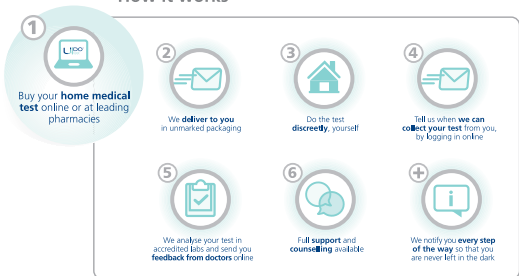 HOW IT WORKS
1
Buy your home medical
test online or at leading
pharmacies
2
We deliver to you
in unmarked packaging
3
Do the test
discreetly, yourself
4
Tell us when we can
collect your test from you,
by logging in online
5
We analyse your test in
accredited labs and send you
feedback from doctors online
6
Full support and
counselling available
+
We notify you every step
of the way so that you
are never left in the dark